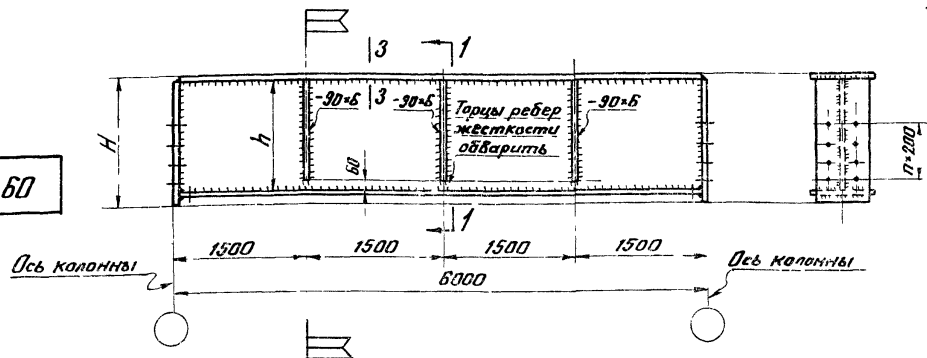 3 1
-90×6
3
-90×6
Торцы ребер
жесткости
обварить
-90×6
H
h
60
n×200
60
1
1500
1500
1500
1500
Ось колонны
6000
Ось колонны